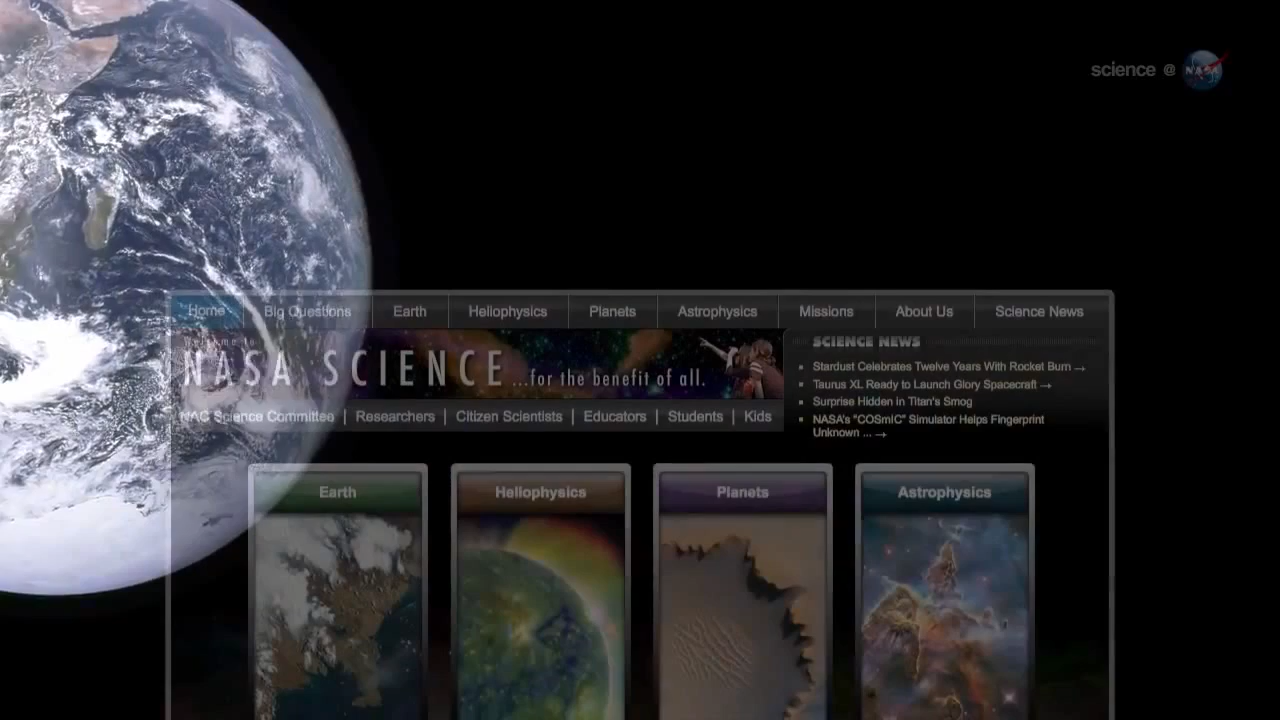 science @ NASA
Home Big Questions Earth Heliophysics Planets Astrophysics Missions About Us Science News
Welcome to
NASA SCIENCE ...for the benefit of all.
NAC Science Committee | Researchers | Citizen Scientists | Educators | Students | Kids
SCIENCE NEWS
Stardust Celebrates Twelve Years With Rocket Burn →
Taurus XL Ready to Launch Glory Spacecraft →
Surprise Hidden in Titan's Smog
NASA's "COSmIC" Simulator Helps Fingerprint
Unknown ... →
Earth Heliophysics Planets Astrophysics